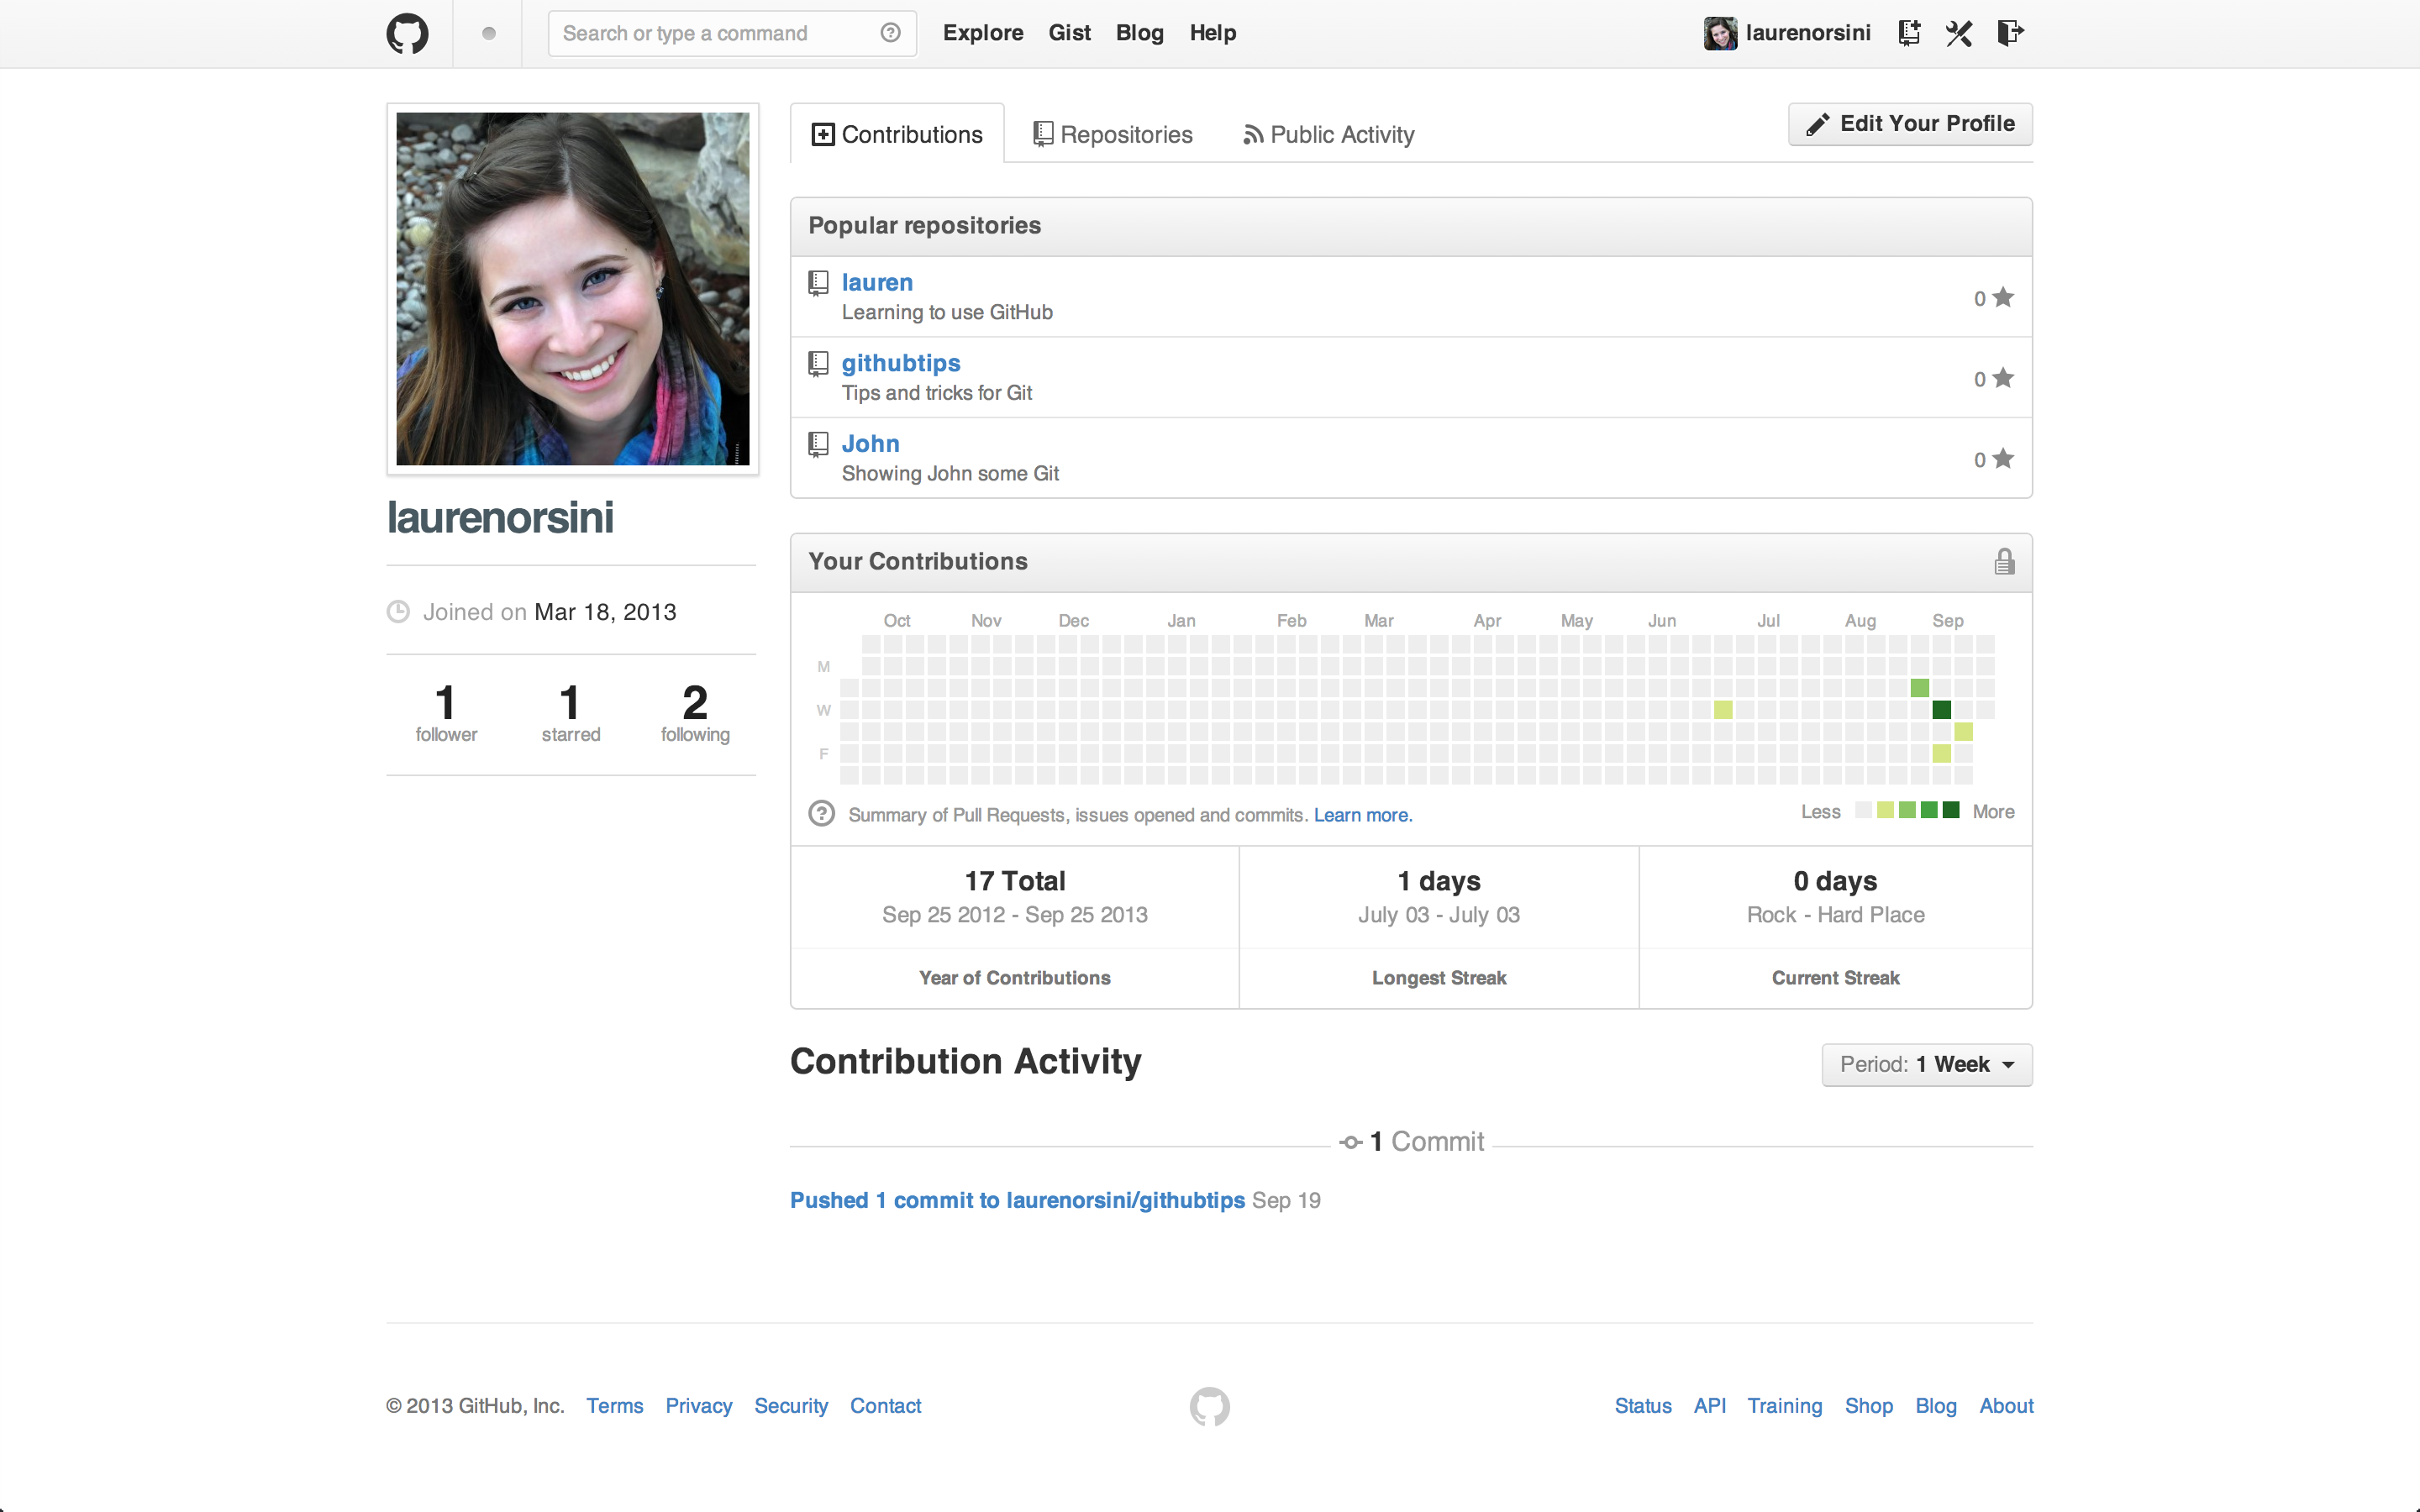 Search or type a command
Explore Gist Blog Help
laurenorsini
Contributions Repositories Public Activity
Edit Your Profile
laurenorsini
Joined on Mar 18, 2013
1 1 2
follower starred following
Popular repositories
lauren
Learning to use GitHub
0
githubtips
Tips and tricks for Git
0
John
Showing John some Git
0
Your Contributions
Oct Nov Dec Jan Feb Mar Apr May Jun Jul Aug Sep
M
W
F
Summary of Pull Requests, issues opened and commits. Learn more.
Less More
17 Total
Sep 25 2012 - Sep 25 2013
Year of Contributions
1 days
July 03 - July 03
Longest Streak
0 days
Rock - Hard Place
Current Streak
Contribution Activity
Period: 1 Week
1 Commit
Pushed 1 commit to laurenorsini/githubtips Sep 19
© 2013 GitHub, Inc. Terms Privacy Security Contact
Status API Training Shop Blog About